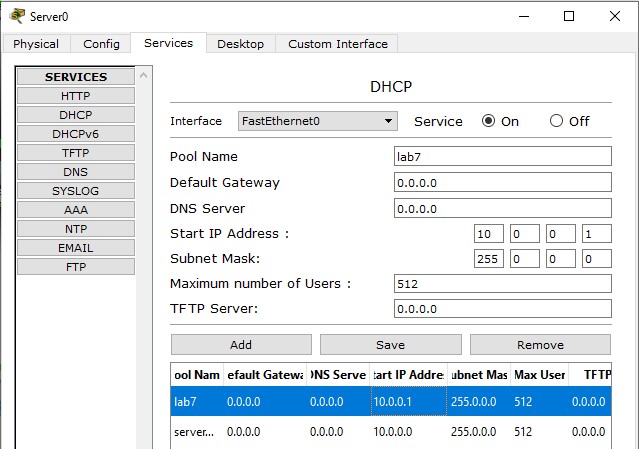 Server0
Physical Config Services Desktop Custom Interface
SERVICES
HTTP
DHCP
DHCPv6
TFTP
DNS
SYSLOG
AAA
NTP
EMAIL
FTP
DHCP
Interface FastEthernet0 Service On Off
Pool Name lab7
Default Gateway 0.0.0.0
DNS Server 0.0.0.0
Start IP Address : 10 0 0 1
Subnet Mask: 255 0 0 0
Maximum number of Users : 512
TFTP Server: 0.0.0.0
Add Save Remove
ool Nam efault Gatewa NS Serve tart IP Addre ubnet Mas Max User TFTP
lab7 0.0.0.0 0.0.0.0 10.0.0.1 255.0.0.0 512 0.0.0.0
server... 0.0.0.0 0.0.0.0 10.0.0.0 255.0.0.0 512 0.0.0.0